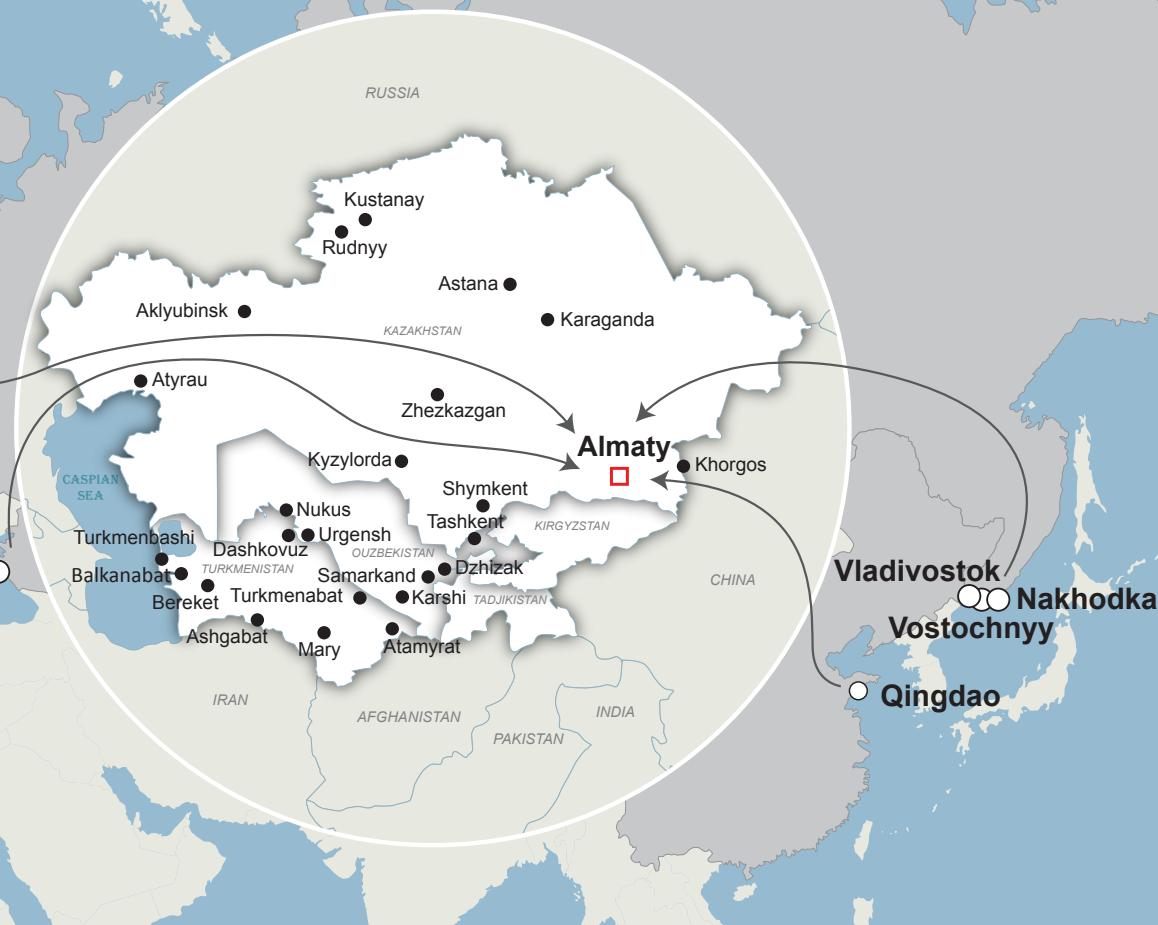 RUSSIA
Kustanay
Rudnyy
Astana
Aklyubinsk
Karaganda
KAZAKHSTAN
Atyrau
Zhezkazgan
Almaty
Kyzylorda
Khorgos
CASPIAN
SEA
Shymkent
Nukus
Tashkent
KIRGYZSTAN
Urgensh
Turkmenbashi
Dashkovuz
OUZBEKISTAN
TURKMENISTAN
Dzhizak
Balkanabat
Samarkand
CHINA
Vladivostok
Bereket
Turkmenabat
Karshi
TADJIKISTAN
Nakhodka
Vostochnyy
Ashgabat
Mary
Atamyrat
Qingdao
IRAN
AFGHANISTAN
INDIA
PAKISTAN